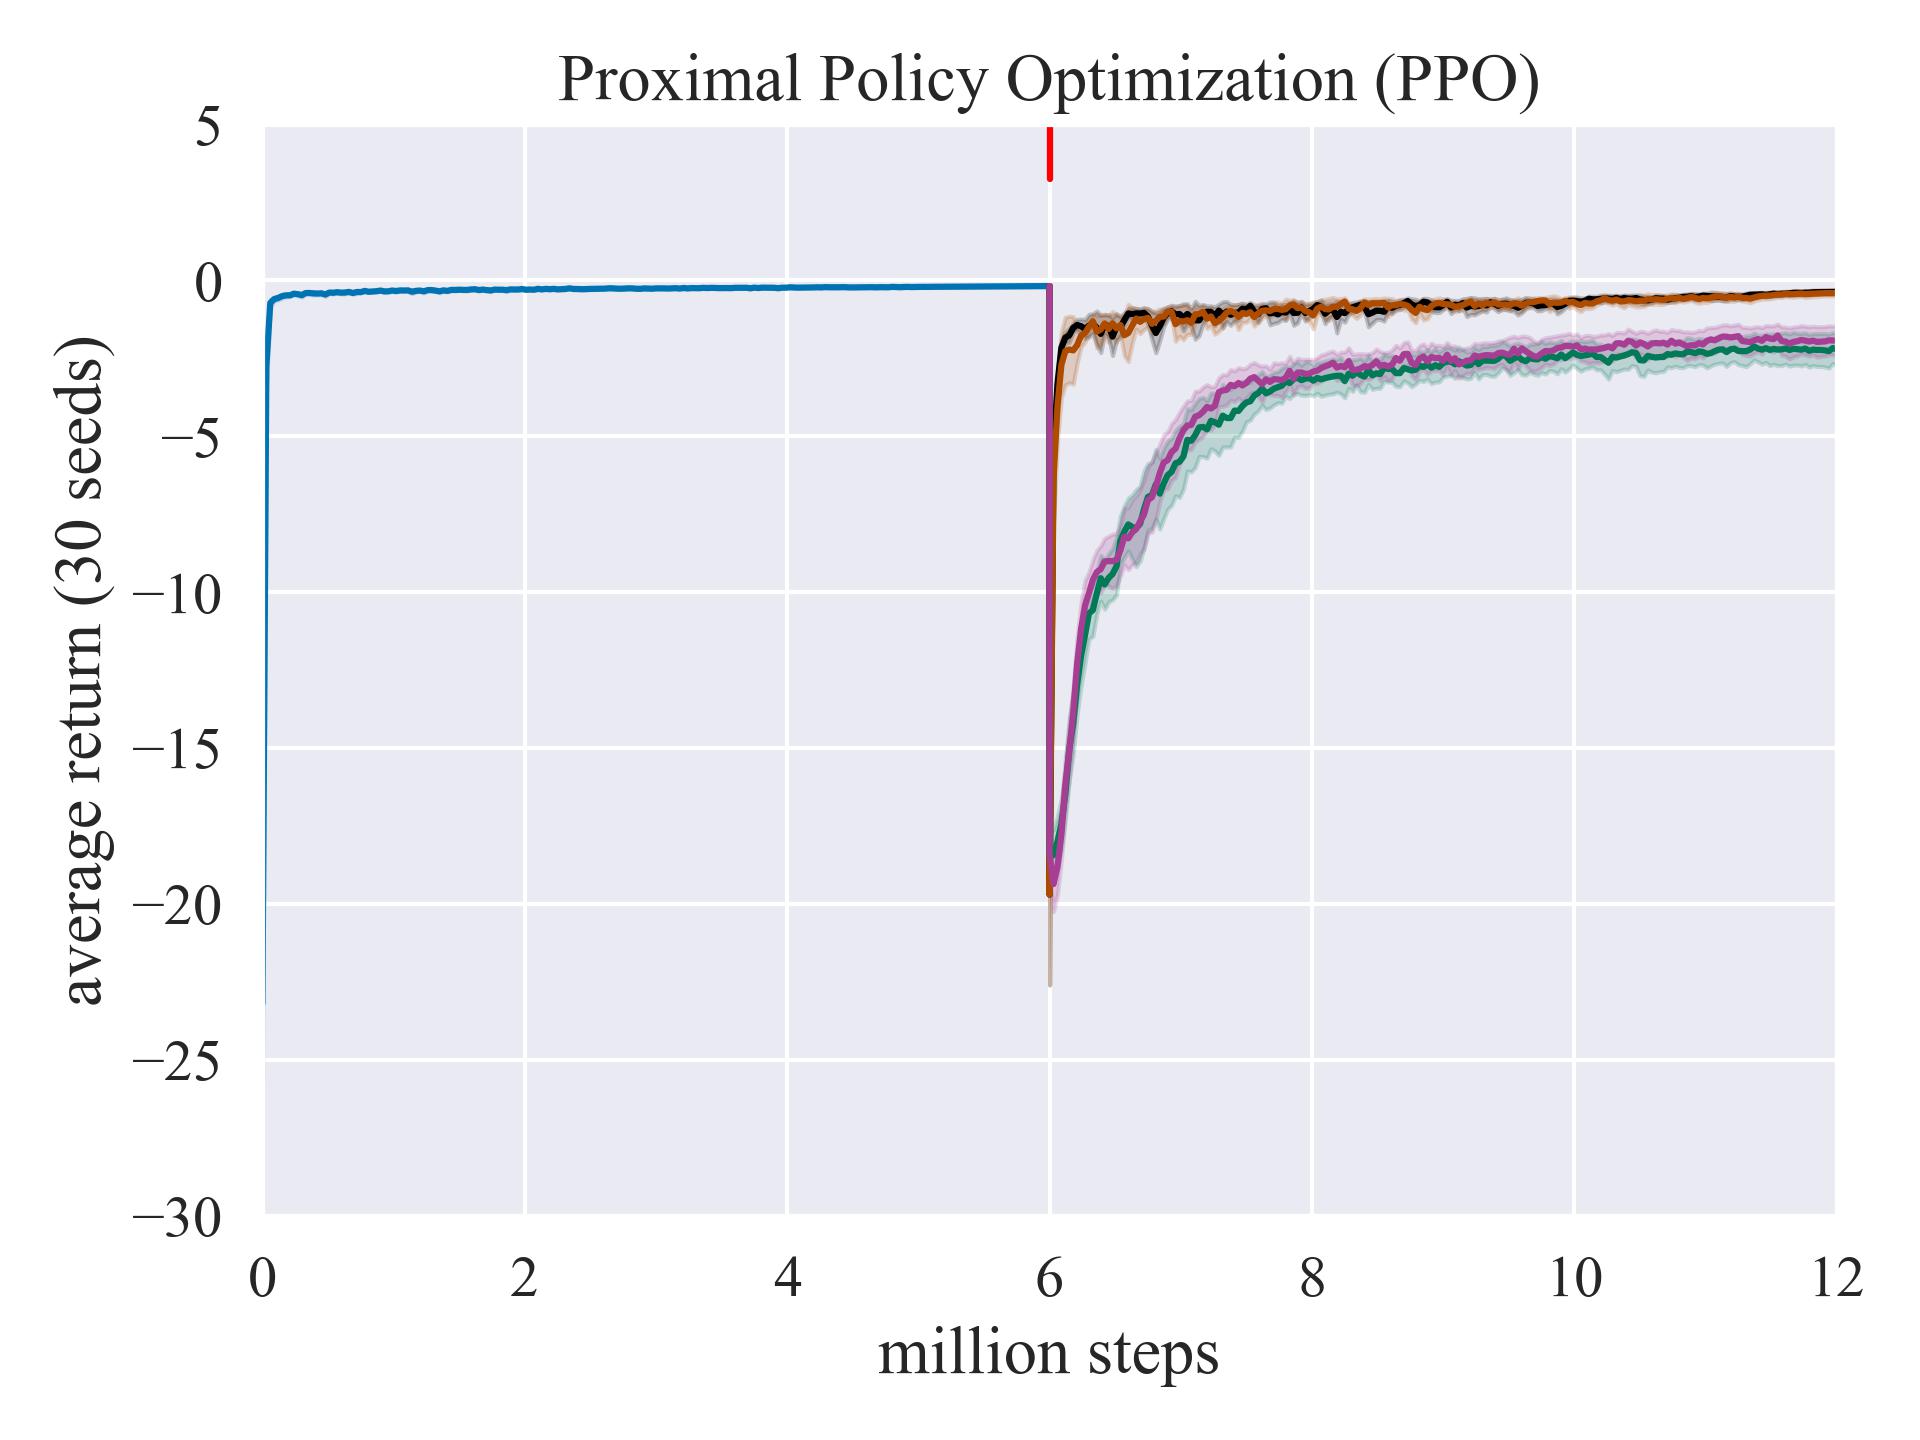 Proximal Policy Optimization (PPO)
5
0
−5
−10
−15
−20
−25
−30
average return (30 seeds)
0 2 4 6 8 10 12
million steps